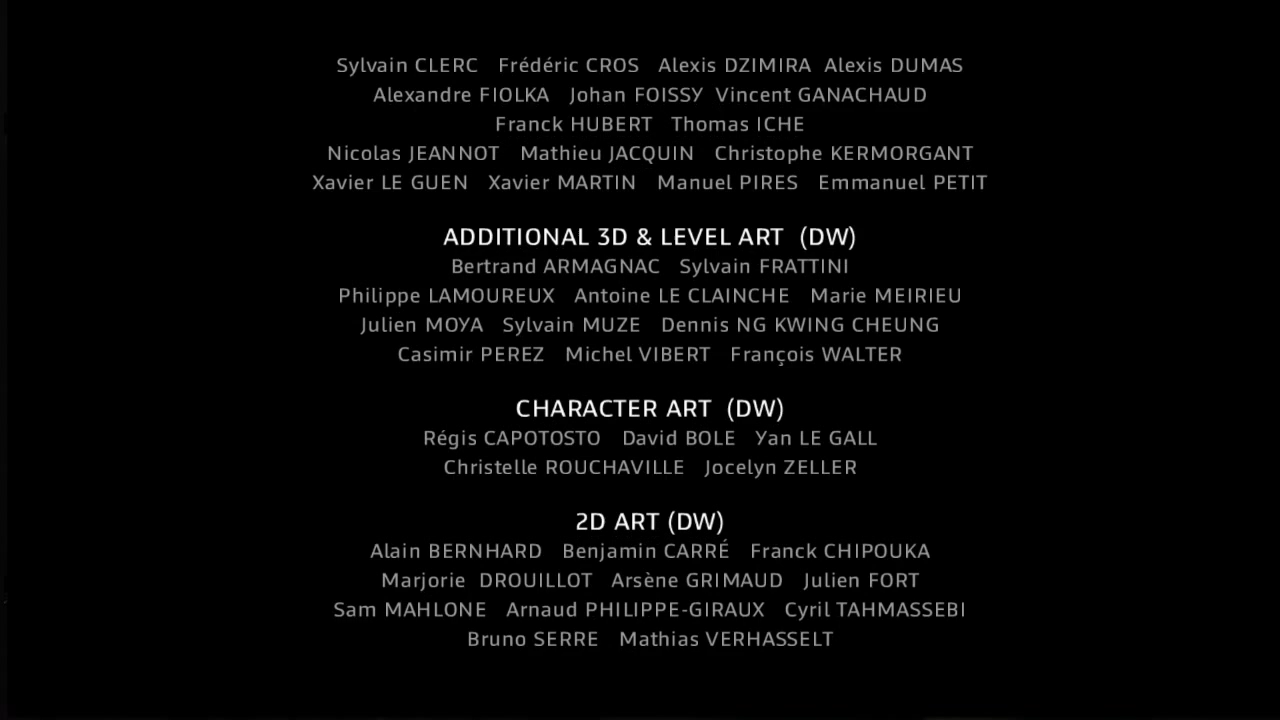 Sylvain CLERC Frédéric CROS Alexis DZIMIRA Alexis DUMAS
Alexandre FIOLKA Johan FOISSY Vincent GANACHAUD
Franck HUBERT Thomas ICHE
Nicolas JEANNOT Mathieu JACQUIN Christophe KERMORGANT
Xavier LE GUEN Xavier MARTIN Manuel PIRES Emmanuel PETIT
ADDITIONAL 3D & LEVEL ART (DW)
Bertrand ARMAGNAC Sylvain FRATTINI
Philippe LAMOUREUX Antoine LE CLAINCHE Marie MEIRIEU
Julien MOYA Sylvain MUZE Dennis NG KWING CHEUNG
Casimir PEREZ Michel VIBERT François WALTER
CHARACTER ART (DW)
Régis CAPOTOSTO David BOLE Yan LE GALL
Christelle ROUCHAVILLE Jocelyn ZELLER
2D ART (DW)
Alain BERNHARD Benjamin CARRÉ Franck CHIPOUKA
Marjorie DROUILLOT Arsène GRIMAUD Julien FORT
Sam MAHLONE Arnaud PHILIPPE-GIRAUX Cyril TAHMASSEBI
Bruno SERRE Mathias VERHASSELT